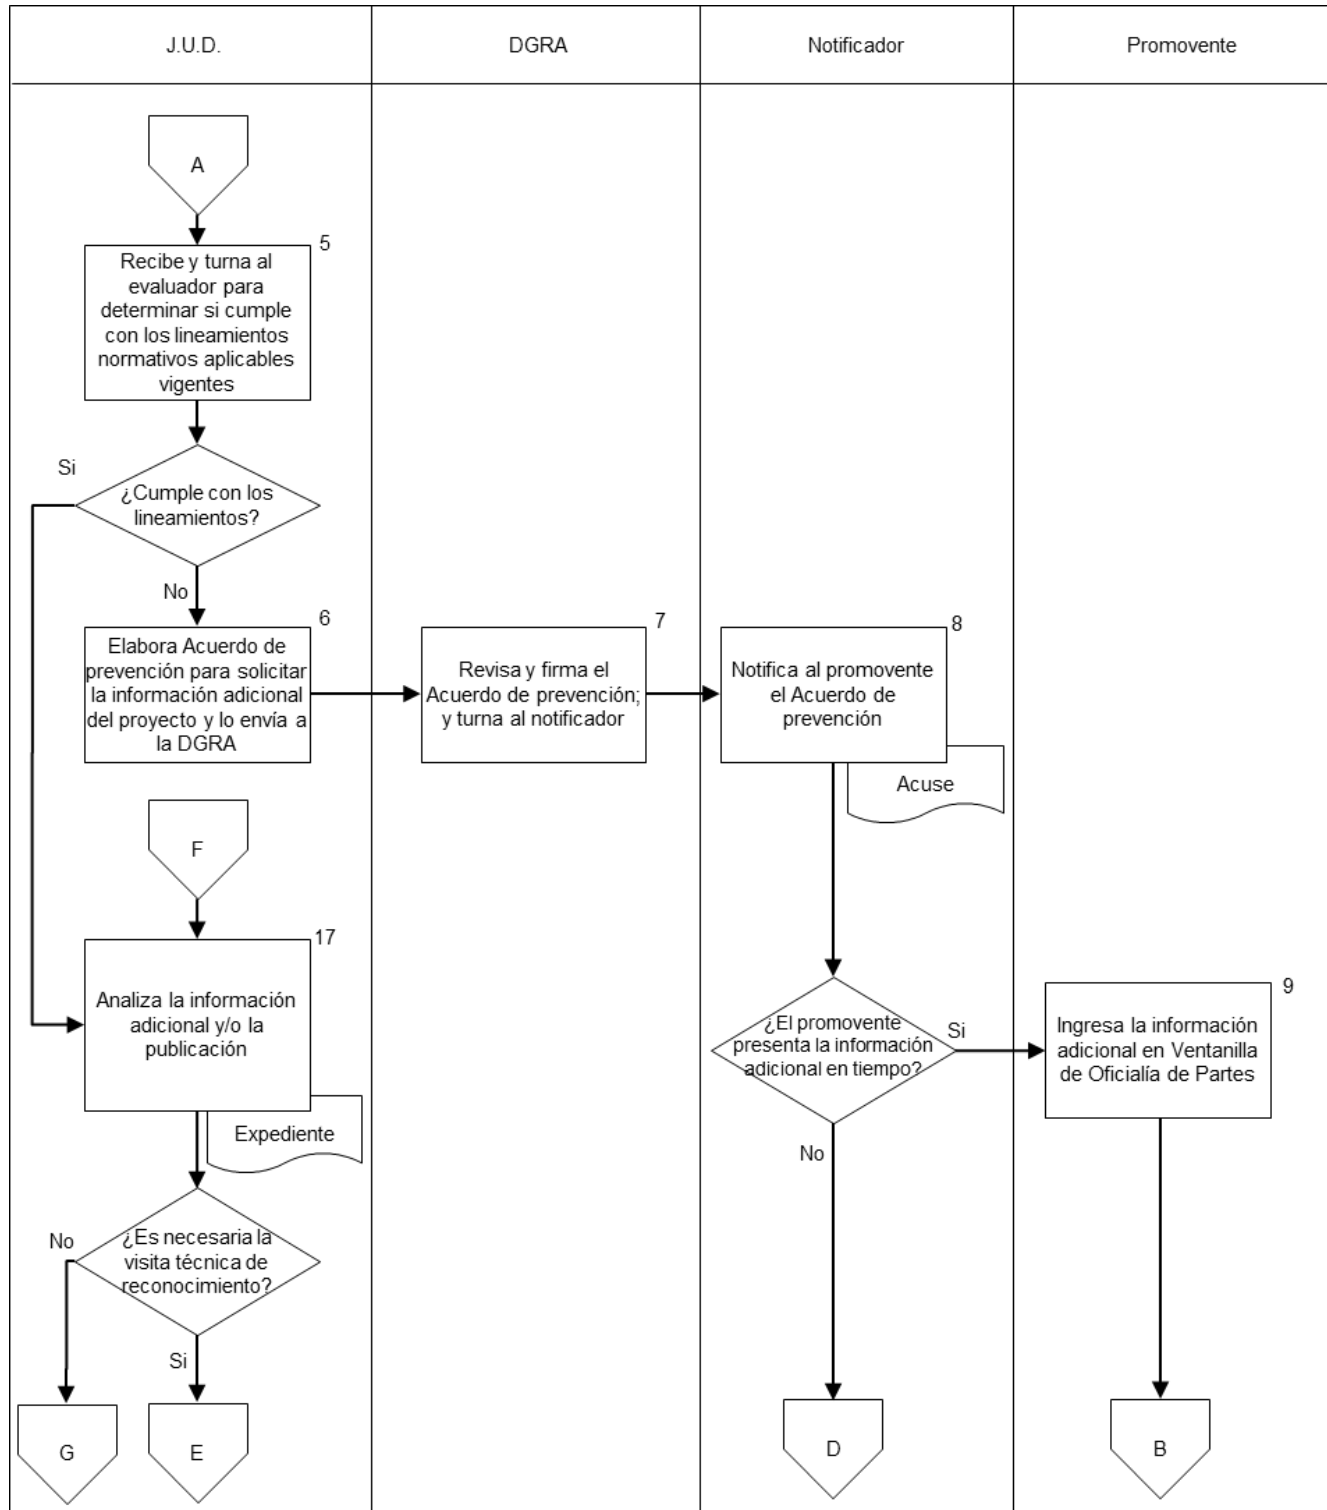 J.U.D.
DGRA
Notificador
Promovente
A
5
Recibe y turna al
evaluador para
determinar si cumple
con los lineamientos
normativos aplicables
vigentes
Si
¿Cumple con los
lineamientos?
No
6
Elabora Acuerdo de
prevención para solicitar
la información adicional
del proyecto y lo envía a
la DGRA
7
Revisa y firma el
Acuerdo de prevención;
y turna al notificador
8
Notifica al promovente
el Acuerdo de
prevención
Acuse
F
17
Analiza la información
adicional y/o la
publicación
Expediente
¿El promovente
presenta la información
adicional en tiempo?
Si
No
9
Ingresa la información
adicional en Ventanilla
de Oficialía de Partes
No
¿Es necesaria la
visita técnica de
reconocimiento?
Si
G
E
D
B